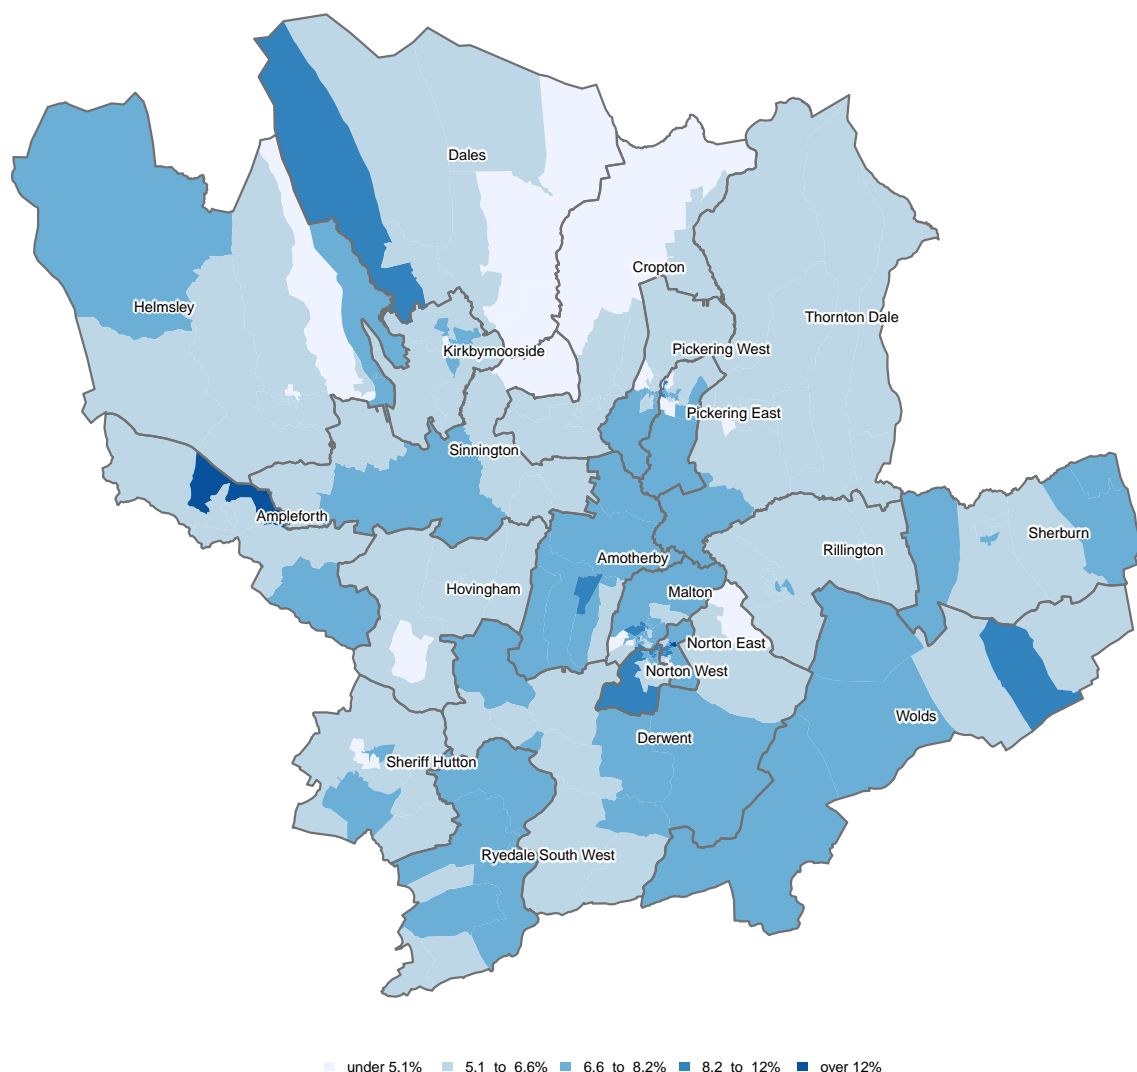 Dales
Cropton
Helmsley
Thornton Dale
Kirkbymoorside
Pickering West
Pickering East
Sinnington
Ampleforth
Sherburn
Rillington
Amotherby
Hovingham
Malton
Norton East
Norton West
Wolds
Derwent
Sheriff Hutton
Ryedale South West
under 5.1% 5.1 to 6.6% 6.6 to 8.2% 8.2 to 12% over 12%